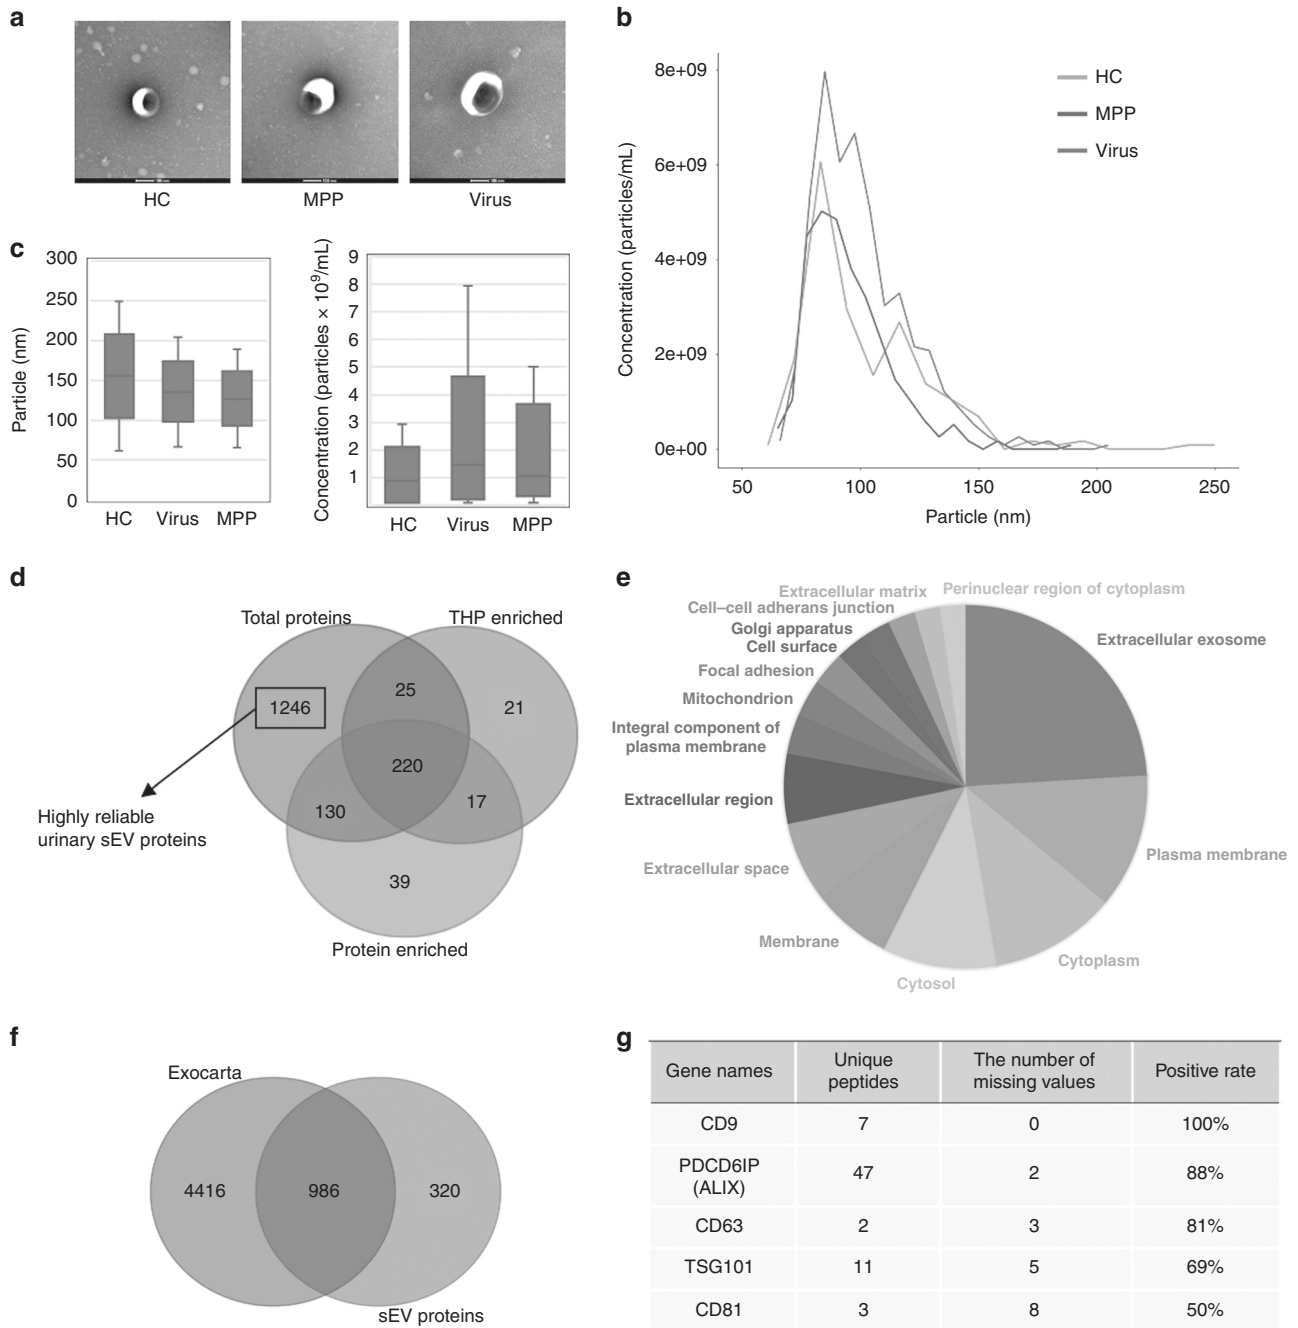 a
HC
MPP
Virus
b
Concentration (particles/mL)
8e+09
6e+09
4e+09
2e+09
0e+00
50
100
150
200
250
Particle (nm)
HC
MPP
Virus
c
Particle (nm)
300
250
200
150
100
50
0
HC
Virus
MPP
Concentration (particles × 10⁹/mL)
9
8
7
6
5
4
3
2
1
HC
Virus
MPP
d
Total proteins
THP enriched
1246
25
21
220
130
17
39
Highly reliable
urinary sEV proteins
Protein enriched
e
Perinuclear region of cytoplasm
Extracellular matrix
Cell–cell adherans junction
Golgi apparatus
Cell surface
Focal adhesion
Mitochondrion
Integral component of
plasma membrane
Extracellular region
Extracellular space
Membrane
Cytosol
Cytoplasm
Plasma membrane
Extracellular exosome
f
Exocarta
4416
986
320
sEV proteins
g
Gene names
Unique
peptides
The number of
missing values
Positive rate
CD9 7 0 100%
PDCD6IP
(ALIX)
47 2 88%
CD63 2 3 81%
TSG101 11 5 69%
CD81 3 8 50%